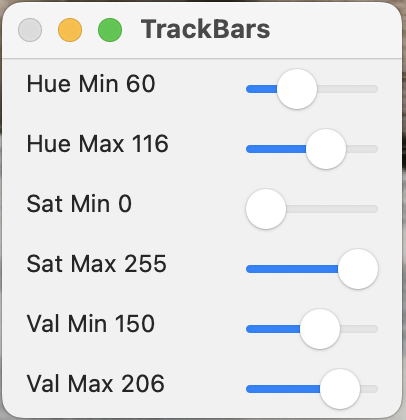 TrackBars
Hue Min 60
Hue Max 116
Sat Min 0
Sat Max 255
Val Min 150
Val Max 206